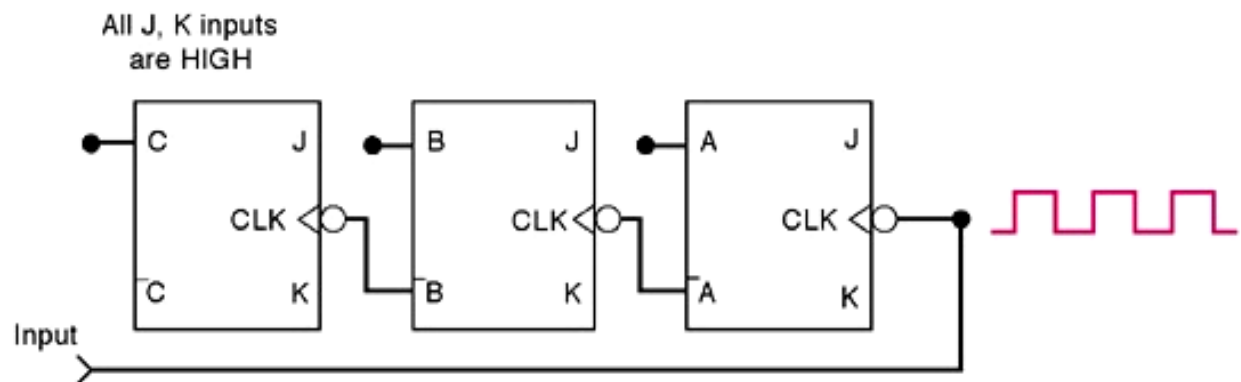 All J, K inputs
are HIGH
C J B J A J
CLK CLK CLK
C̅ K B̅ K A̅ K
Input